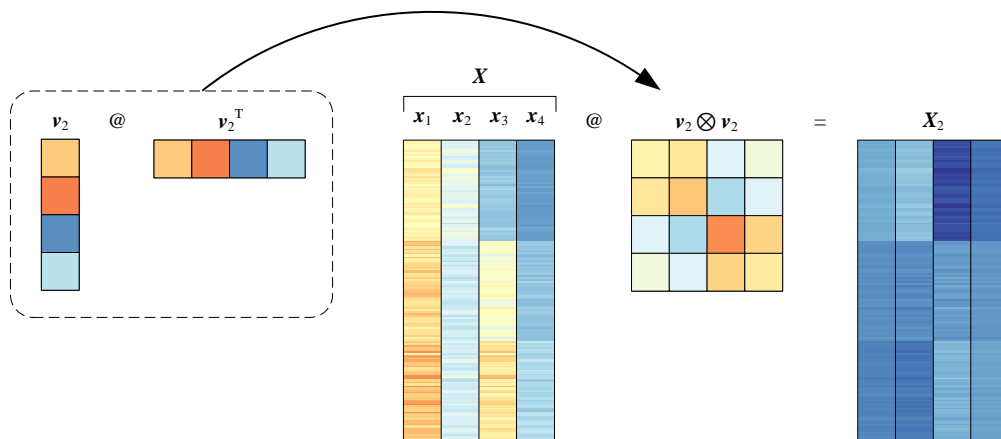 X
v₂ @ v₂ᵀ
x₁ x₂ x₃ x₄ @ v₂ ⊗ v₂ = X₂